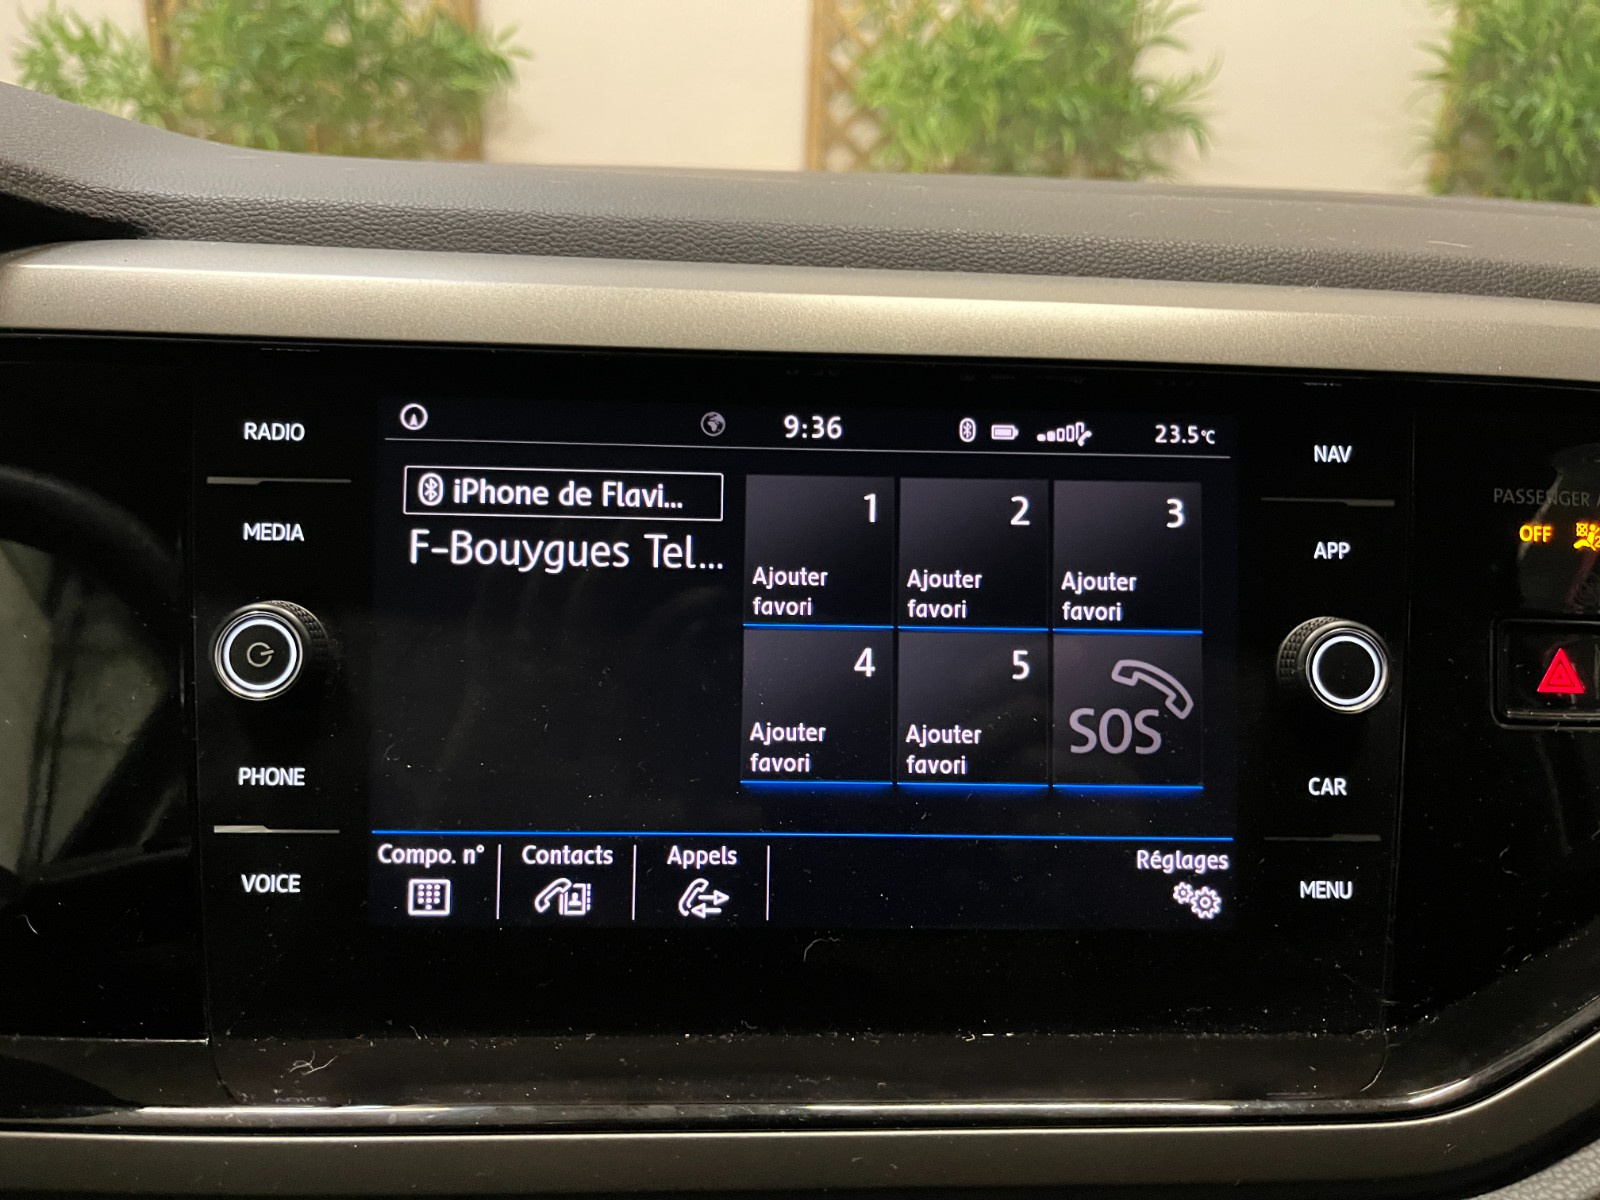 RADIO
MEDIA
PHONE
VOICE
9:36
23.5°C
iPhone de Flavi...
F-Bouygues Tel...
1
Ajouter
favori
2
Ajouter
favori
3
Ajouter
favori
4
Ajouter
favori
5
Ajouter
favori
SOS
Compo. n°
Contacts
Appels
Réglages
NAV
APP
CAR
MENU
PASSENGER
OFF